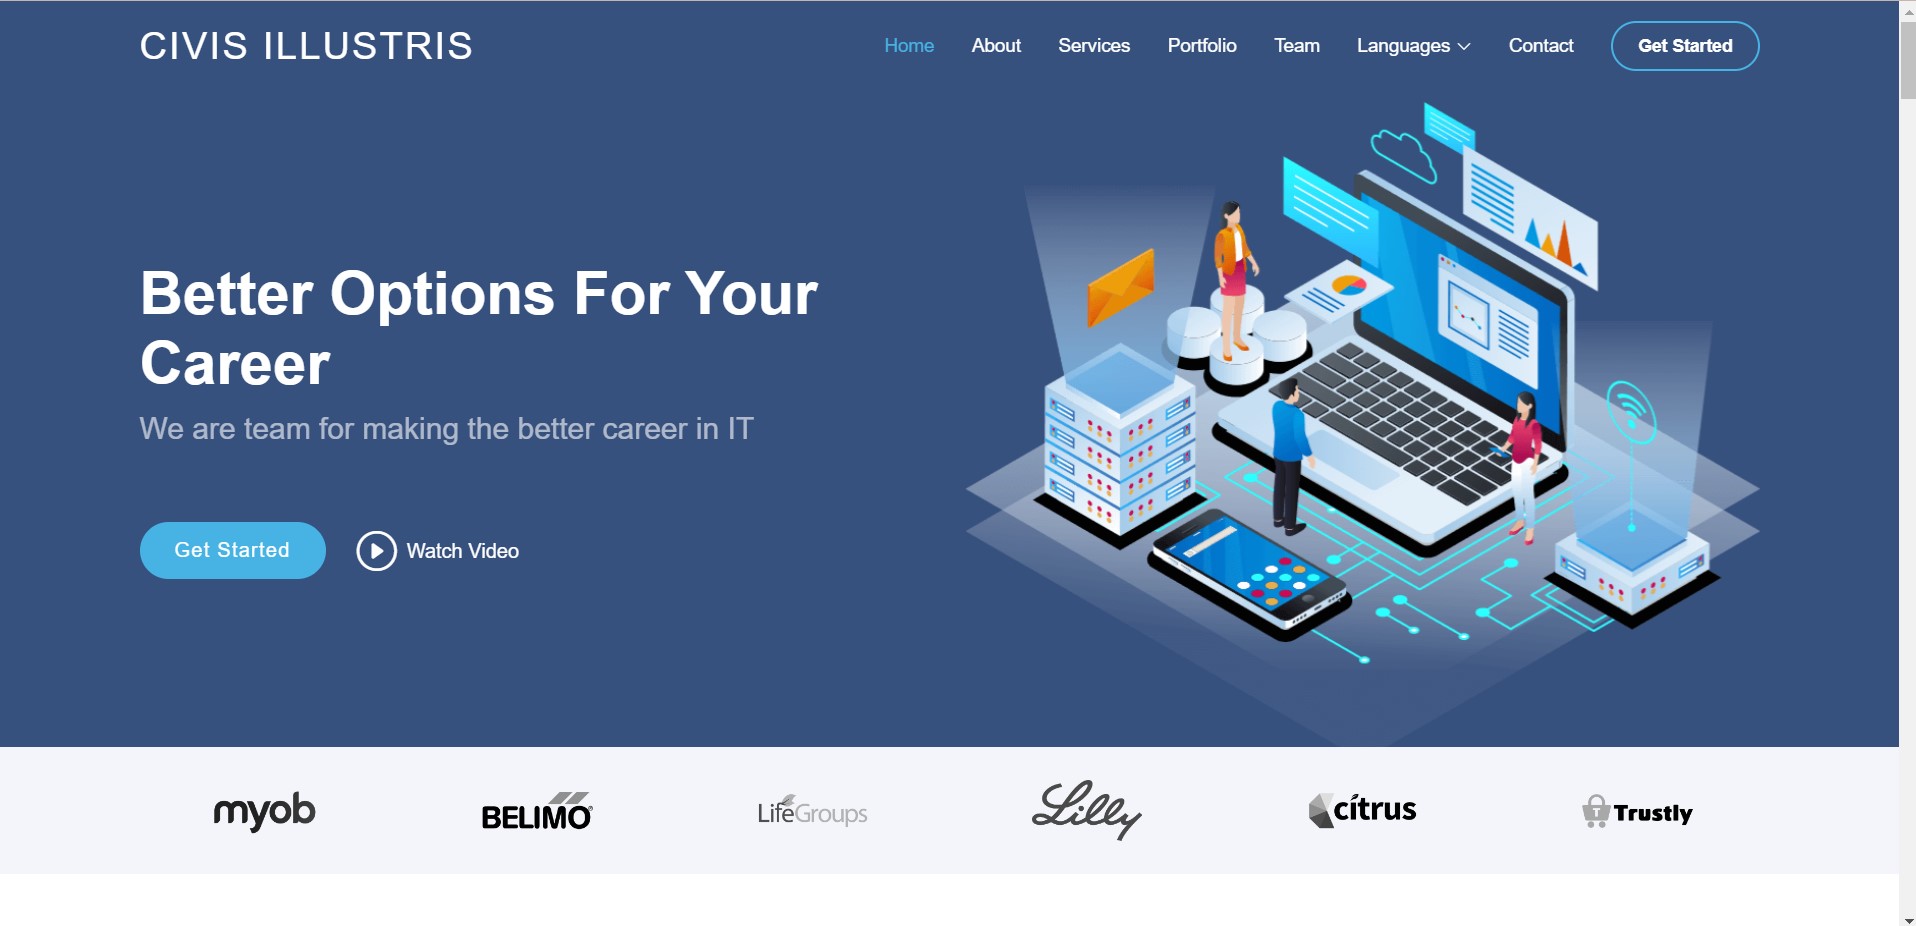 CIVIS ILLUSTRIS
Home About Services Portfolio Team Languages Contact Get Started
Better Options For Your
Career
We are team for making the better career in IT
Get Started Watch Video
myob BELIMO LifeGroups Lilly cítrus T Trustly